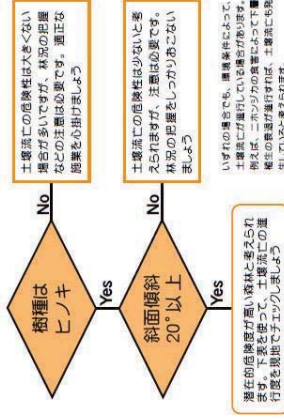 樹種は
ヒノキ
No
土壌流亡の危険性は大きくない
場合が多いですが、林況の把握
などの注意は必要です。適正な
施業を心掛けましょう
Yes
斜面傾斜
20°以上
No
土壌流亡の危険性は少ないと考
えられますが、注意は必要です。
林況の把握をしっかりおこない
ましょう
Yes
潜在的危険度が高い森林と考えられ
ます。下表を使って、土壌流亡の進
行度を現地でチェックしましょう
いずれの場合でも、環境条件によって、
土壌流亡が進行している場合があります。
例えば、ニホンジカの食害によって下層
植生の衰退が進行すれば、土壌流亡も発
生していると考えられます。